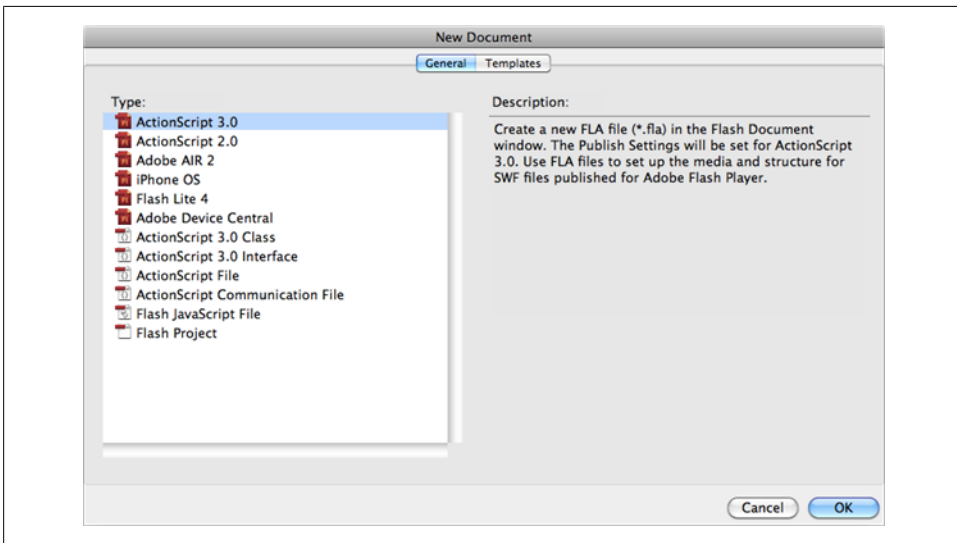 New Document
General Templates
Type:
ActionScript 3.0
ActionScript 2.0
Adobe AIR 2
iPhone OS
Flash Lite 4
Adobe Device Central
ActionScript 3.0 Class
ActionScript 3.0 Interface
ActionScript File
ActionScript Communication File
Flash JavaScript File
Flash Project
Description:
Create a new FLA file (*.fla) in the Flash Document
window. The Publish Settings will be set for ActionScript
3.0. Use FLA files to set up the media and structure for
SWF files published for Adobe Flash Player.
Cancel OK